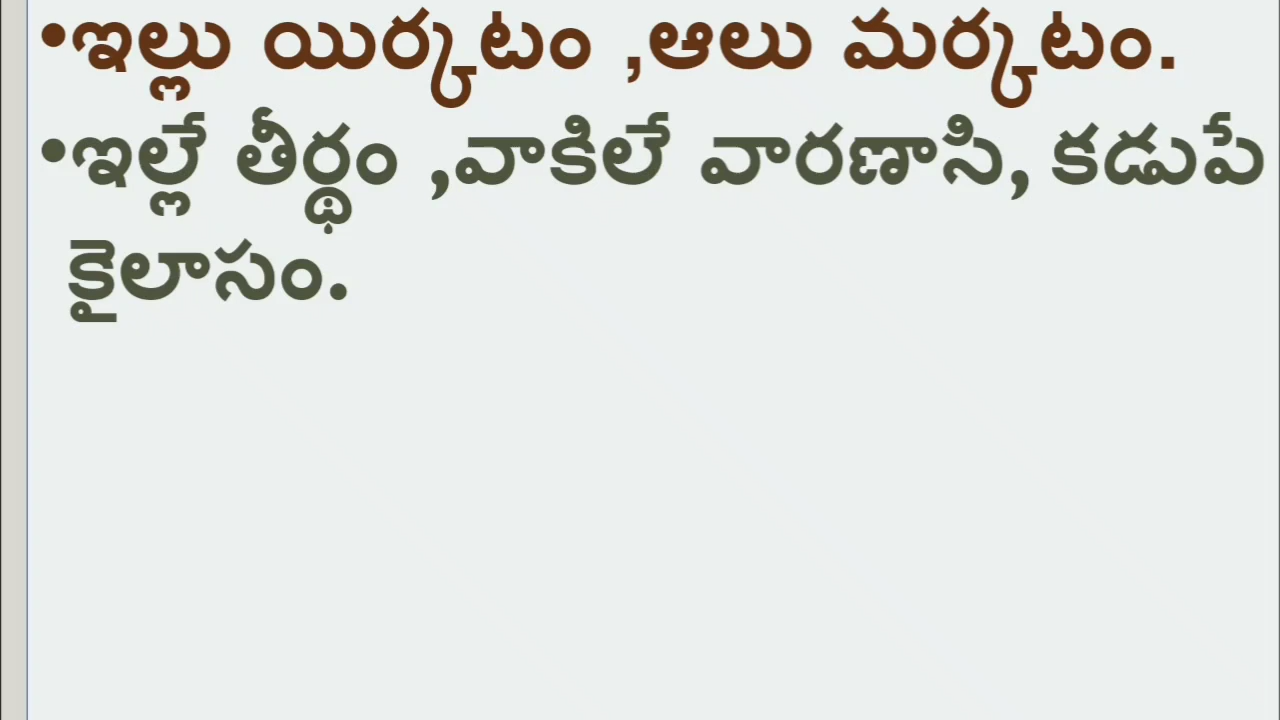 •ఇల్లు యిర్కటం ,ఆలు మర్కటం.
•ఇల్లే తీర్థం ,వాకిలే వారణాసి, కడుపే
కైలాసం.